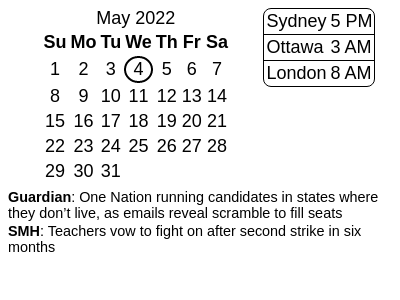 May 2022
Su Mo Tu We Th Fr Sa
1 2 3 4 5 6 7
8 9 10 11 12 13 14
15 16 17 18 19 20 21
22 23 24 25 26 27 28
29 30 31
Sydney 5 PM
Ottawa 3 AM
London 8 AM
Guardian: One Nation running candidates in states where
they don’t live, as emails reveal scramble to fill seats
SMH: Teachers vow to fight on after second strike in six
months